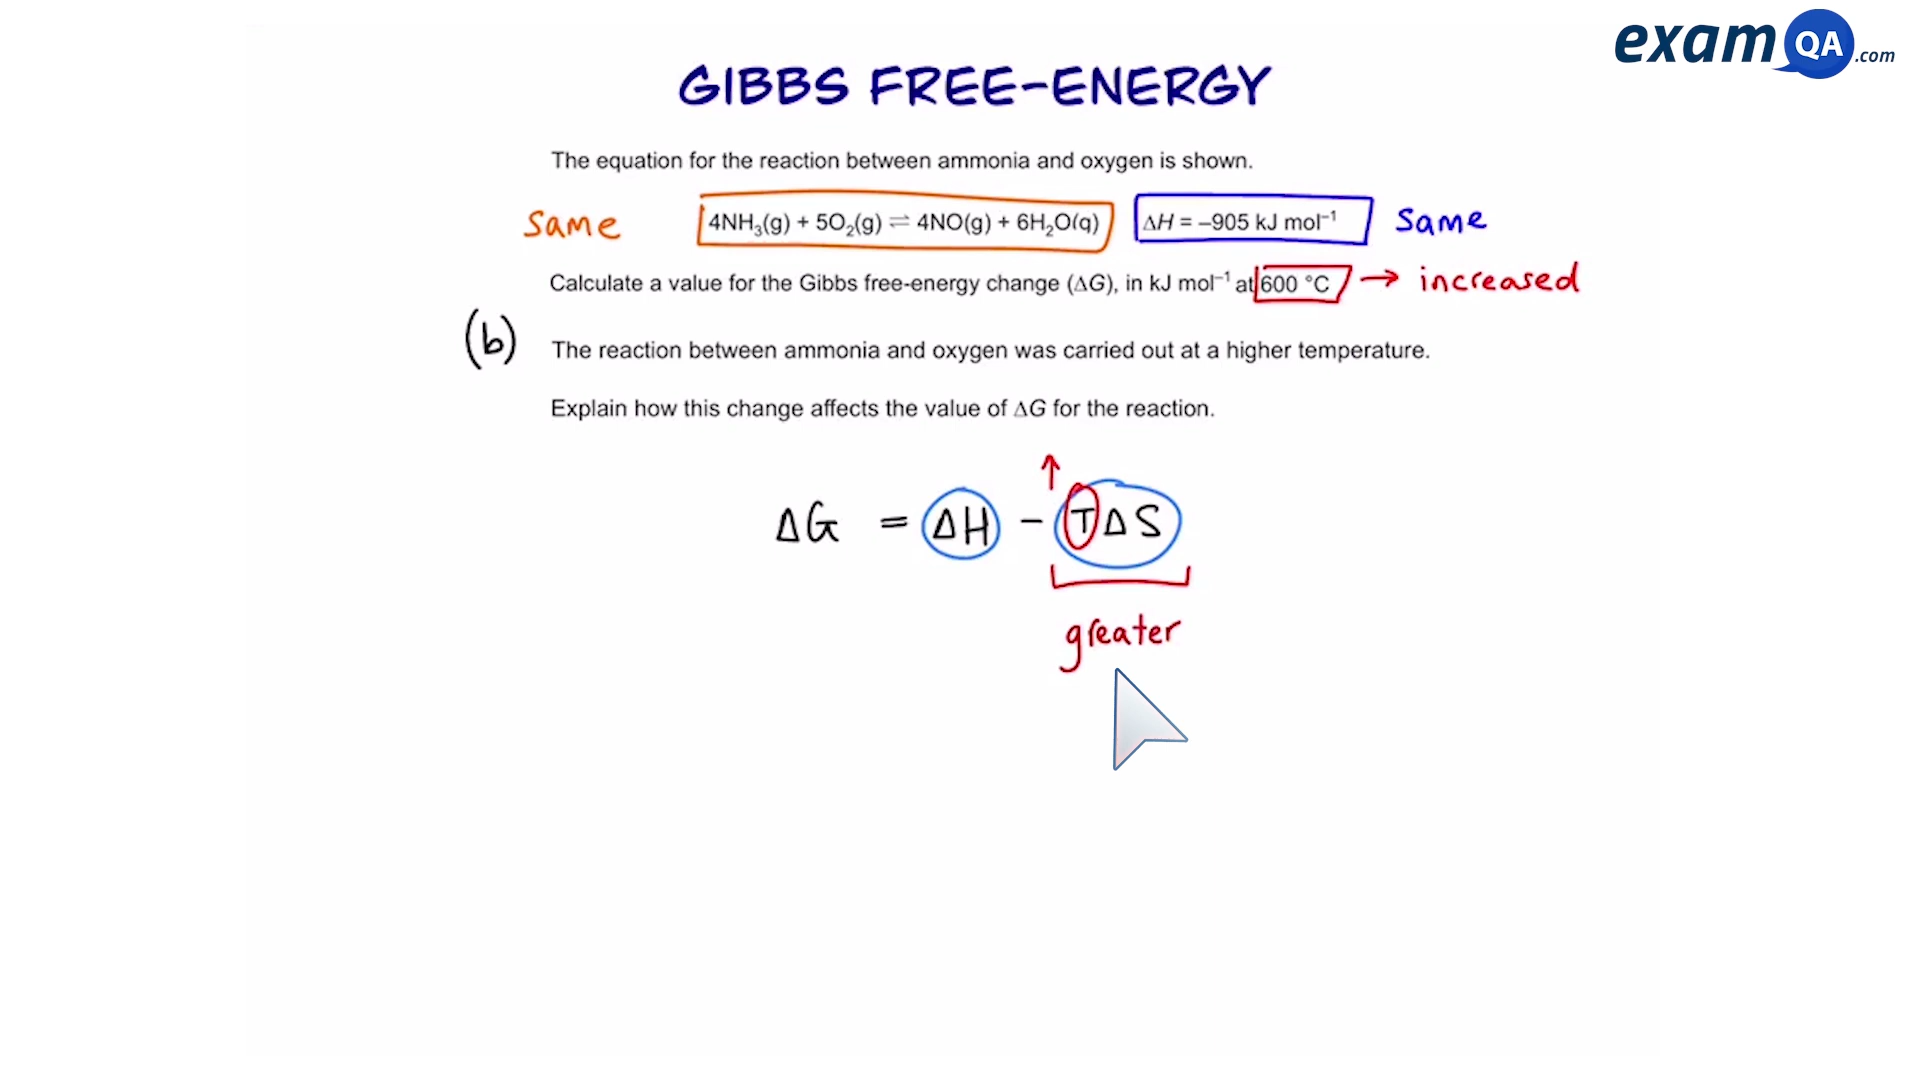 examQA.com
GIBBS FREE-ENERGY
The equation for the reaction between ammonia and oxygen is shown.
Same 4NH₃(g) + 5O₂(g) ⇌ 4NO(g) + 6H₂O(g) ΔH = –905 kJ mol⁻¹ Same
Calculate a value for the Gibbs free-energy change (ΔG), in kJ mol⁻¹ at 600 °C → increased
(b) The reaction between ammonia and oxygen was carried out at a higher temperature.
Explain how this change affects the value of ΔG for the reaction.
↑
ΔG = ΔH – TΔS
greater